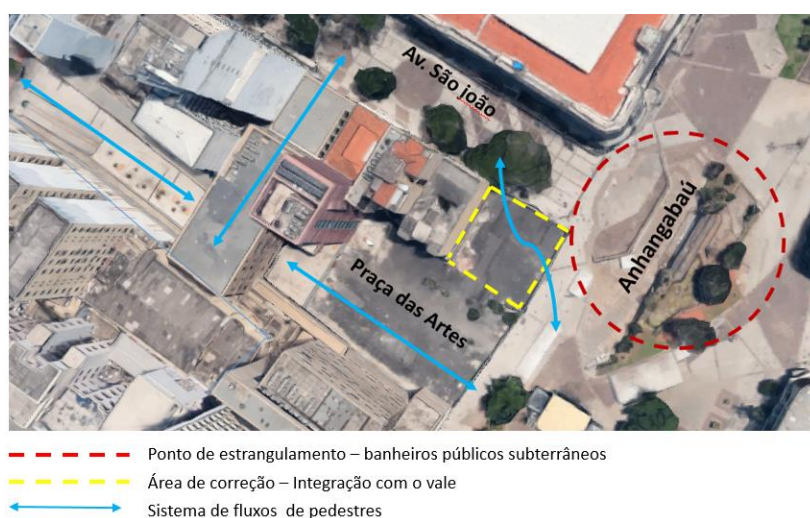 Av. São joão
Anhangabaú
Praça das Artes
Ponto de estrangulamento – banheiros públicos subterrâneos
Área de correção – Integração com o vale
Sistema de fluxos de pedestres